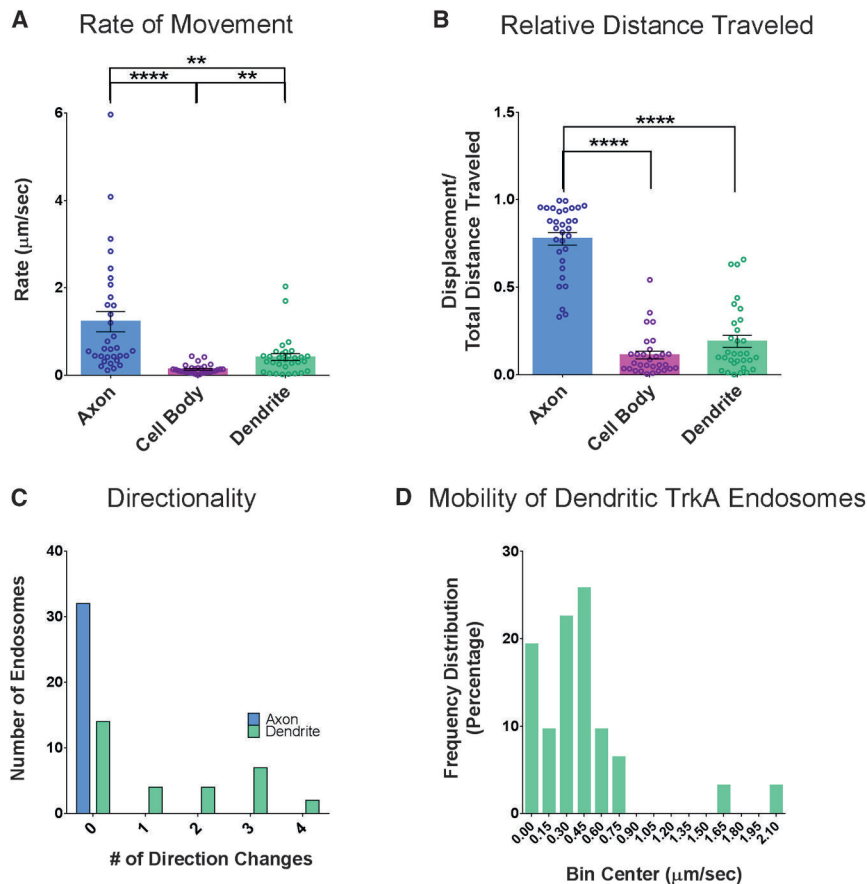 A Rate of Movement
**
**** **
Rate (μm/sec)
6
4
2
0
Axon
Cell Body
Dendrite
B Relative Distance Traveled
****
****
Displacement/
Total Distance Traveled
1.5
1.0
0.5
0.0
Axon
Cell Body
Dendrite
C Directionality
Number of Endosomes
40
30
20
10
0
Axon
Dendrite
0 1 2 3 4
# of Direction Changes
D Mobility of Dendritic TrkA Endosomes
Frequency Distribution
(Percentage)
30
20
10
0
0.00 0.15 0.30 0.45 0.60 0.75 0.90 1.05 1.20 1.35 1.50 1.65 1.80 1.95 2.10
Bin Center (μm/sec)